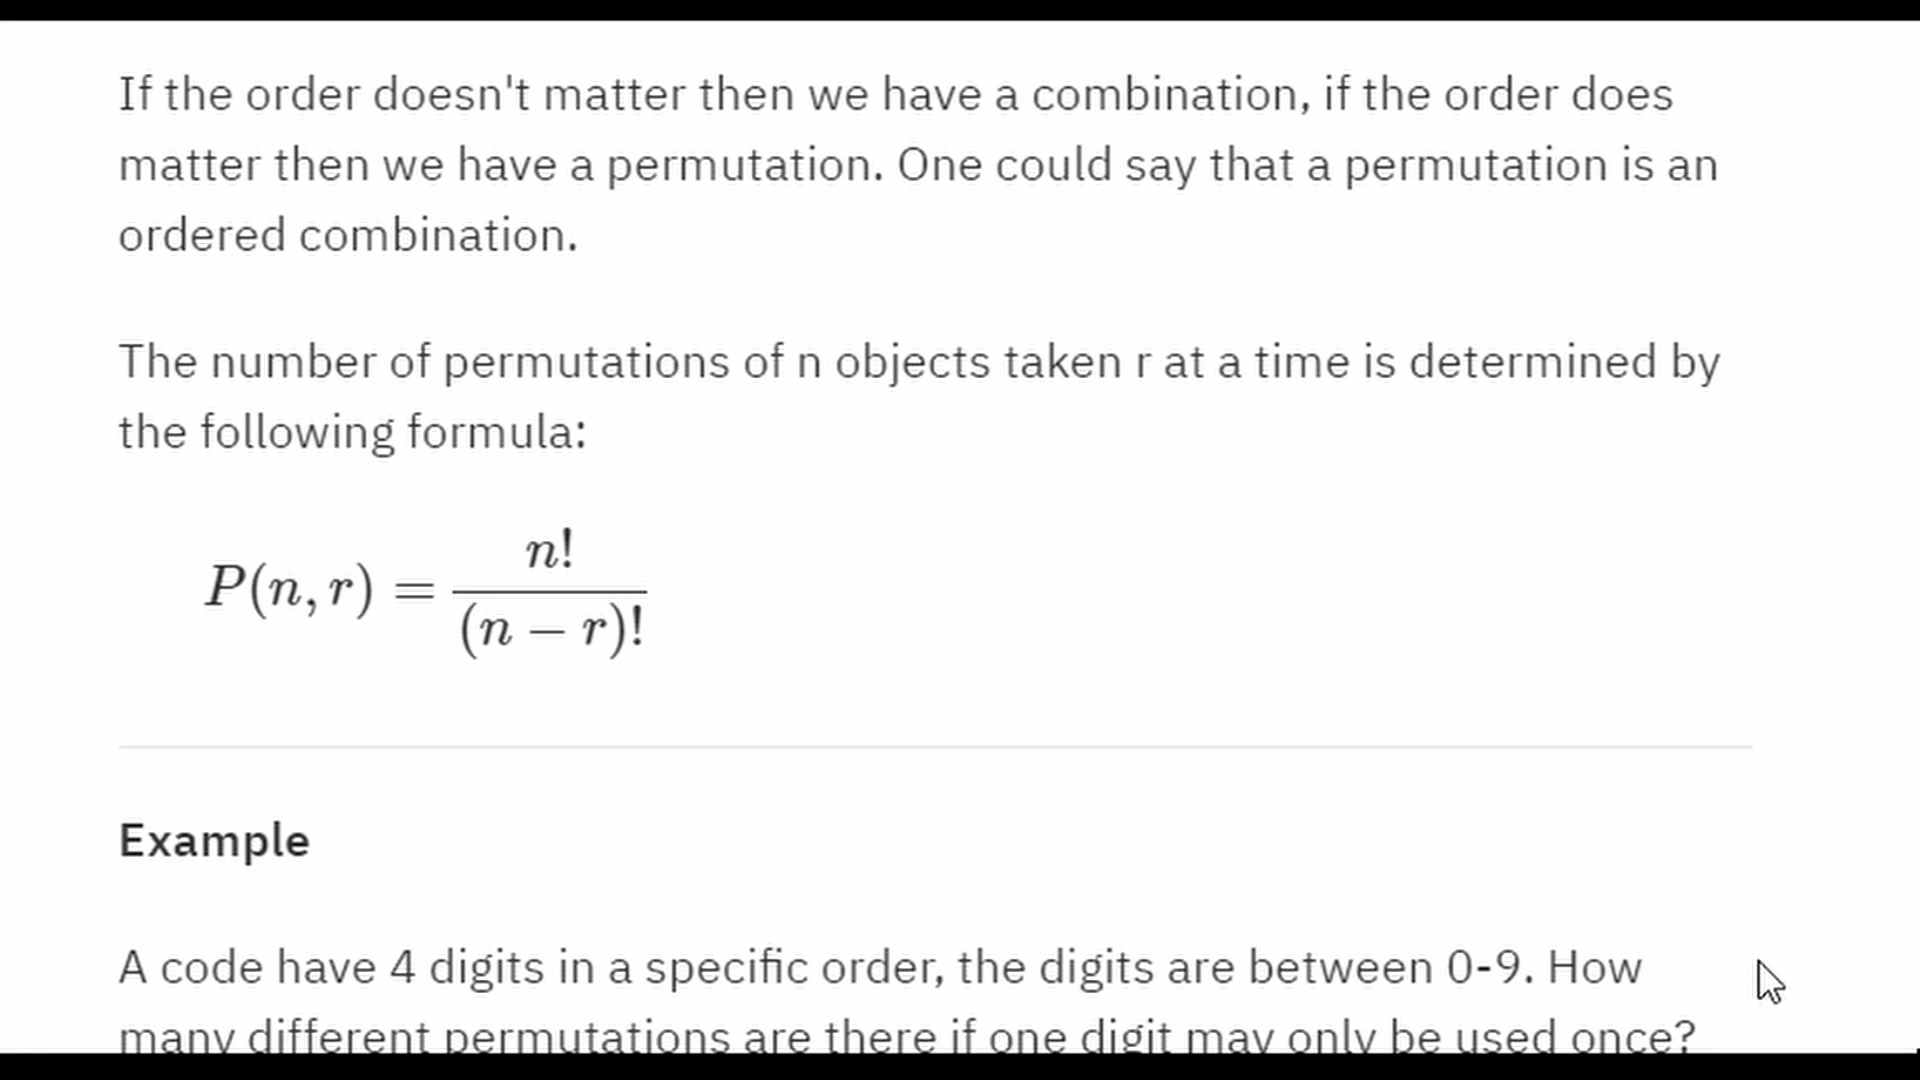 If the order doesn't matter then we have a combination, if the order does
matter then we have a permutation. One could say that a permutation is an
ordered combination.
The number of permutations of n objects taken r at a time is determined by
the following formula:
P(n, r) = n! / (n − r)!
Example
A code have 4 digits in a specific order, the digits are between 0-9. How
many different permutations are there if one digit may only be used once?